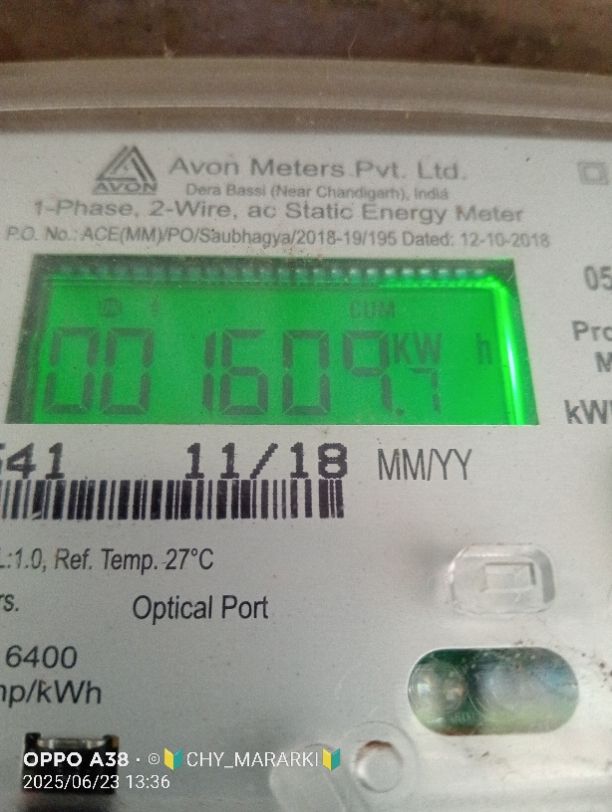 Avon Meters Pvt. Ltd.
AVON
Dera Bassi (Near Chandigarh), India
1-Phase, 2-Wire, ac Static Energy Meter
P.O. No.: ACE(MM)/PO/Saubhagya/2018-19/195 Dated: 12-10-2018
CUM
001609.7 KW h
541 11/18 MM/YY
:1.0, Ref. Temp. 27°C
rs.
Optical Port
6400
mp/kWh
05
Pro
M
kWh
OPPO A38 · © CHY_MARARKI
2025/06/23 13:36